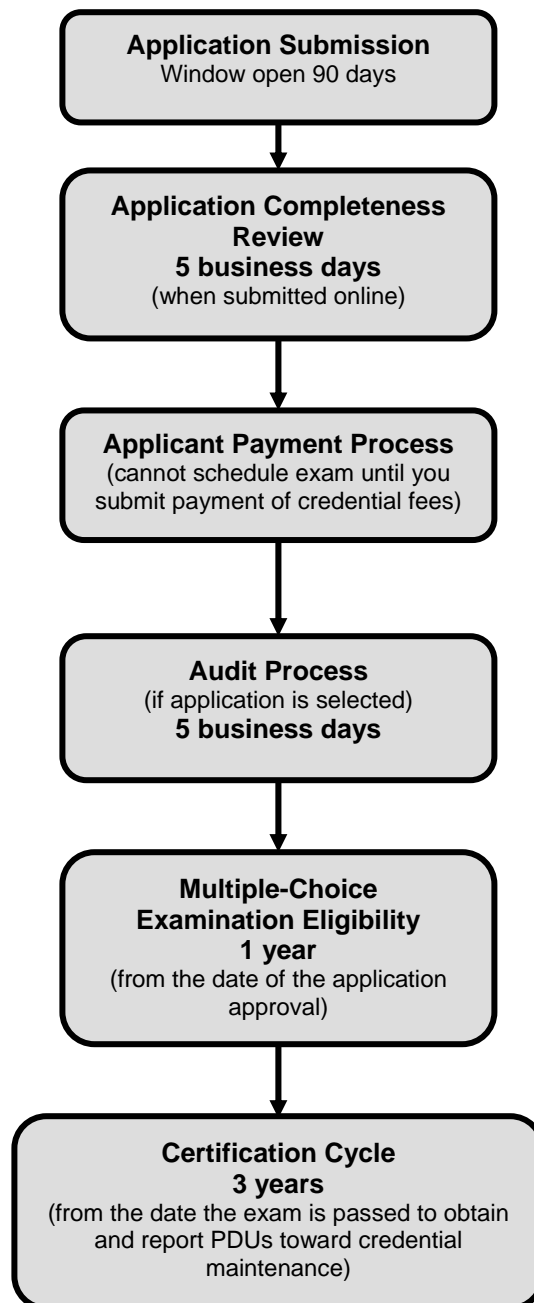 Application Submission
Window open 90 days
Application Completeness
Review
5 business days
(when submitted online)
Applicant Payment Process
(cannot schedule exam until you
submit payment of credential fees)
Audit Process
(if application is selected)
5 business days
Multiple-Choice
Examination Eligibility
1 year
(from the date of the application
approval)
Certification Cycle
3 years
(from the date the exam is passed to obtain
and report PDUs toward credential
maintenance)